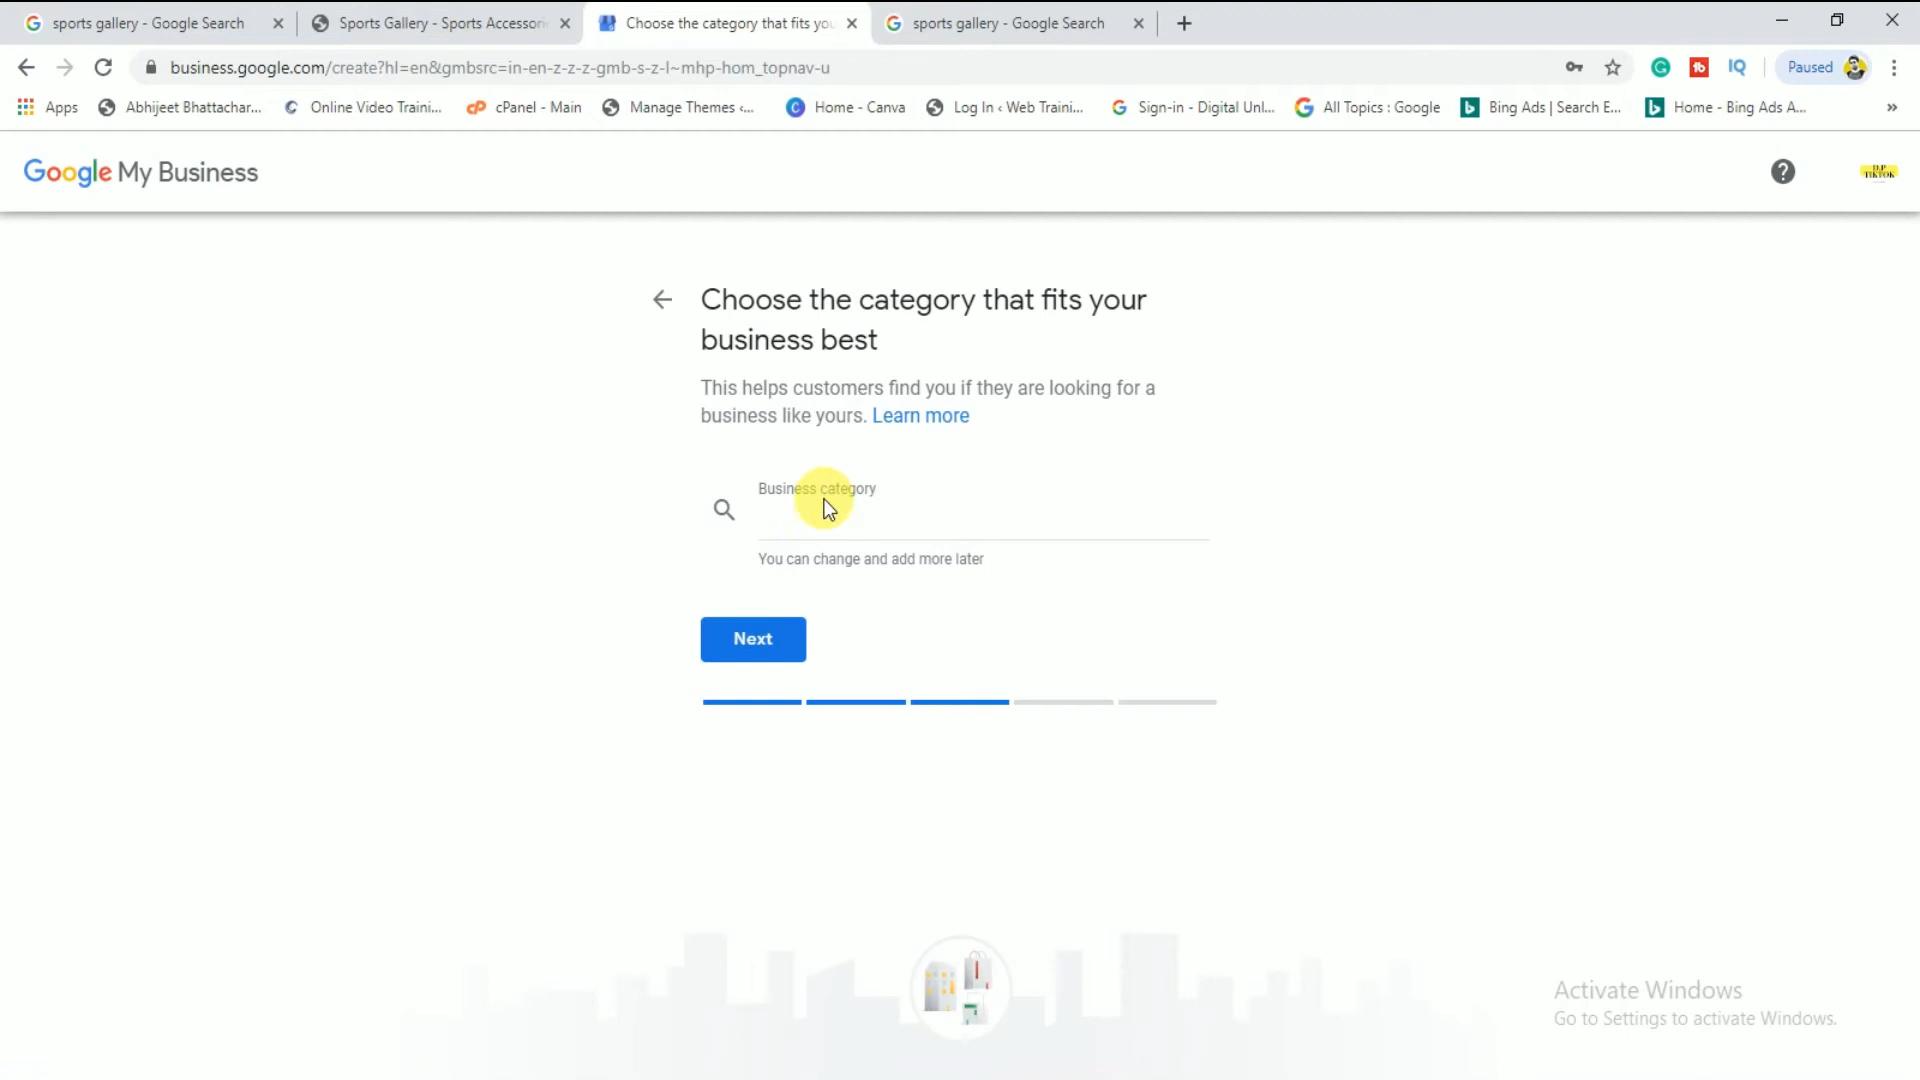 sports gallery - Google Search
Sports Gallery - Sports Accessori
Choose the category that fits you
sports gallery - Google Search
business.google.com/create?hl=en&gmbsrc=in-en-z-z-z-gmb-s-z-l~mhp-hom_topnav-u
Paused
Apps
Abhijeet Bhattachar...
Online Video Traini...
cPanel - Main
Manage Themes ‹...
Home - Canva
Log In ‹ Web Traini...
Sign-in - Digital Unl...
All Topics : Google
Bing Ads | Search E...
Home - Bing Ads A...
Google My Business
D.P
TIKTOK
Choose the category that fits your
business best
This helps customers find you if they are looking for a
business like yours. Learn more
Business category
You can change and add more later
Next
Activate Windows
Go to Settings to activate Windows.